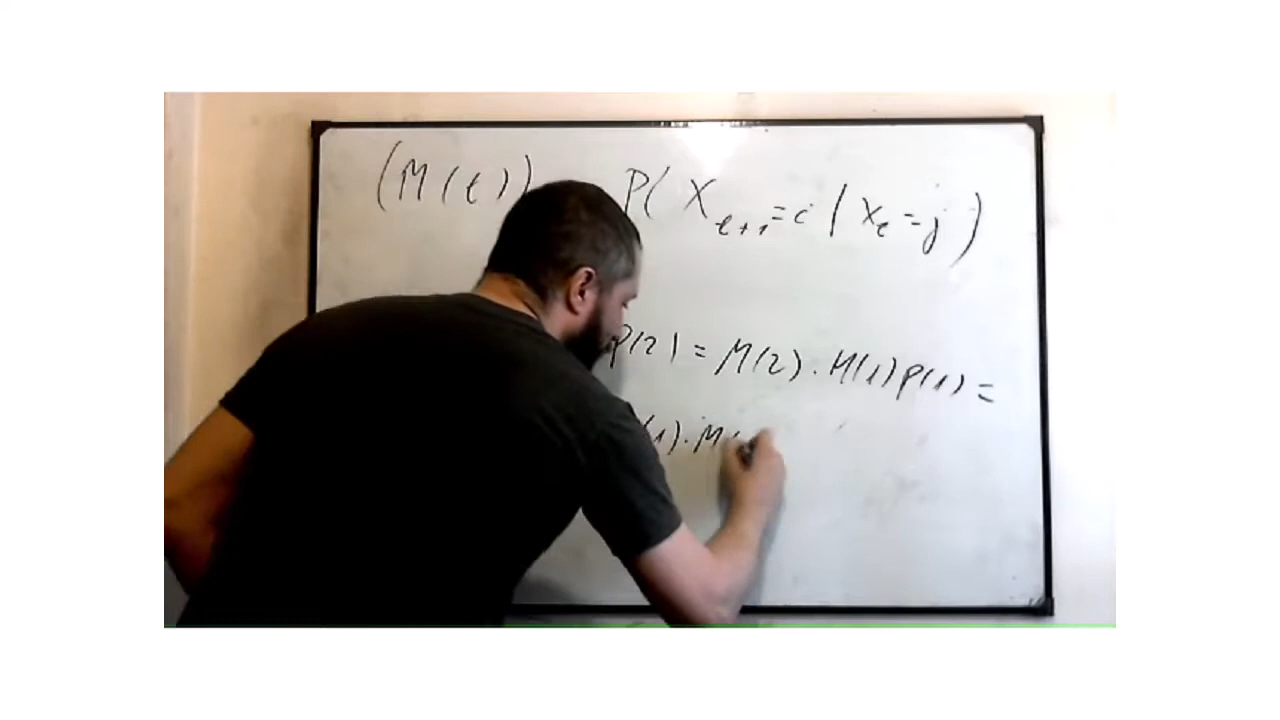 (M(t)) P( X_{t+1} = i | X_t = j )
p(2) = M(2) · M(1) p(1) =
(1) · M